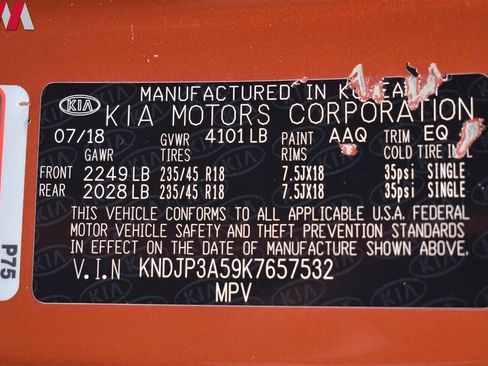 MANUFACTURED IN KOREA
KIA KIA MOTORS CORPORATION
07/18 GVWR 4101 LB PAINT AAQ TRIM EQ
GAWR TIRES RIMS COLD TIRE
FRONT 2249 LB 235/45 R18 7.5JX18 35psi SINGLE
REAR 2028 LB 235/45 R18 7.5JX18 35psi SINGLE
THIS VEHICLE CONFORMS TO ALL APPLICABLE U.S.A. FEDERAL
MOTOR VEHICLE SAFETY AND THEFT PREVENTION STANDARDS
IN EFFECT ON THE DATE OF MANUFACTURE SHOWN ABOVE.
V.I.N KNDJP3A59K7657532
MPV
P75